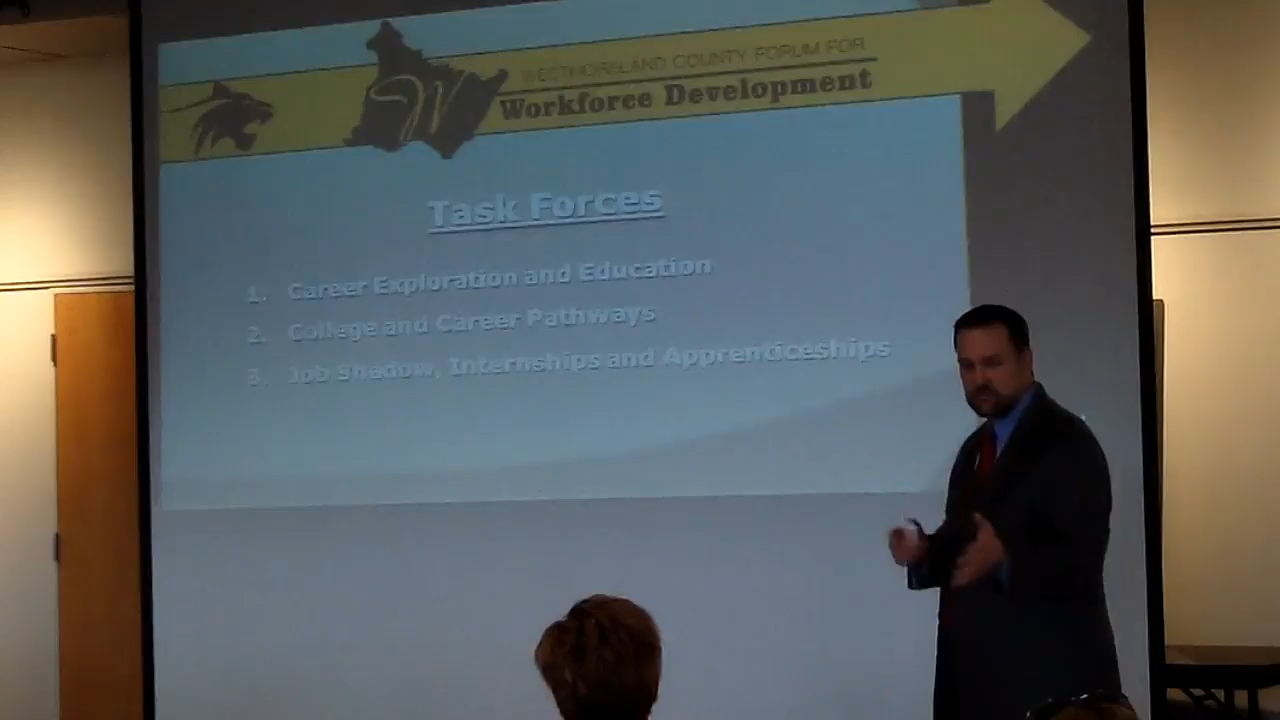 WESTMORELAND COUNTY FORUM FOR
Workforce Development
W
Task Forces
1. Career Exploration and Education
2. College and Career Pathways
3. Job Shadow, Internships and Apprenticeships